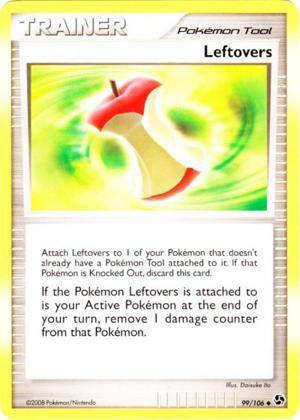 TRAINER
Pokémon Tool
Leftovers
Attach Leftovers to 1 of your Pokémon that doesn't
already have a Pokémon Tool attached to it. If that
Pokémon is Knocked Out, discard this card.
If the Pokémon Leftovers is attached to
is your Active Pokémon at the end of
your turn, remove 1 damage counter
from that Pokémon.
Illus. Daisuke Ito
©2008 Pokémon/Nintendo
99/106